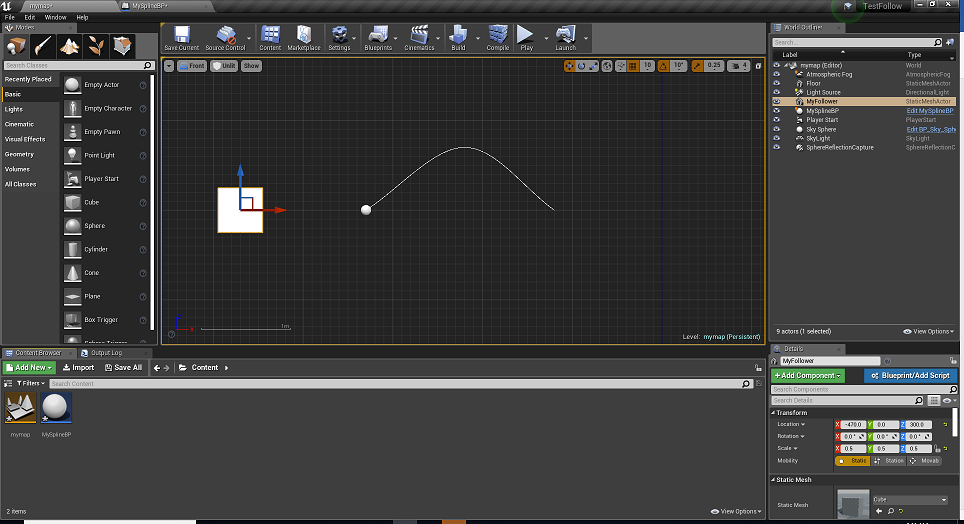 mymap*
MySplineBP*
TestFollow
File Edit Window Help
Modes
Search Classes
Recently Placed
Basic
Lights
Cinematic
Visual Effects
Geometry
Volumes
All Classes
Empty Actor
Empty Character
Empty Pawn
Point Light
Player Start
Cube
Sphere
Cylinder
Cone
Plane
Box Trigger
Sphere Trigger
Save Current
Source Control
Content
Marketplace
Settings
Blueprints
Cinematics
Build
Compile
Play
Launch
Front Unlit Show
10 10° 0.25 4
1m
Level: mymap (Persistent)
World Outliner
Search...
Label Type
mymap (Editor) World
Atmospheric Fog AtmosphericFog
Floor StaticMeshActor
Light Source DirectionalLight
MyFollower StaticMeshActor
MySplineBP Edit MySplineBP
Player Start PlayerStart
Sky Sphere Edit BP_Sky_Sph
SkyLight SkyLight
SphereReflectionCapture SphereReflectionC
9 actors (1 selected) View Options
Content Browser
Output Log
Add New Import Save All Content
Filters Search Content
mymap
MySplineBP
2 items View Options
Details
MyFollower
+Add Component Blueprint/Add Script
Search Components
Search Details
Transform
Location X -470.0 Y 0.0 Z 300.0
Rotation X 0.0° Y 0.0° Z 0.0°
Scale X 0.5 Y 0.5 Z 0.5
Mobility Static Station Movab
Static Mesh
Static Mesh Cube